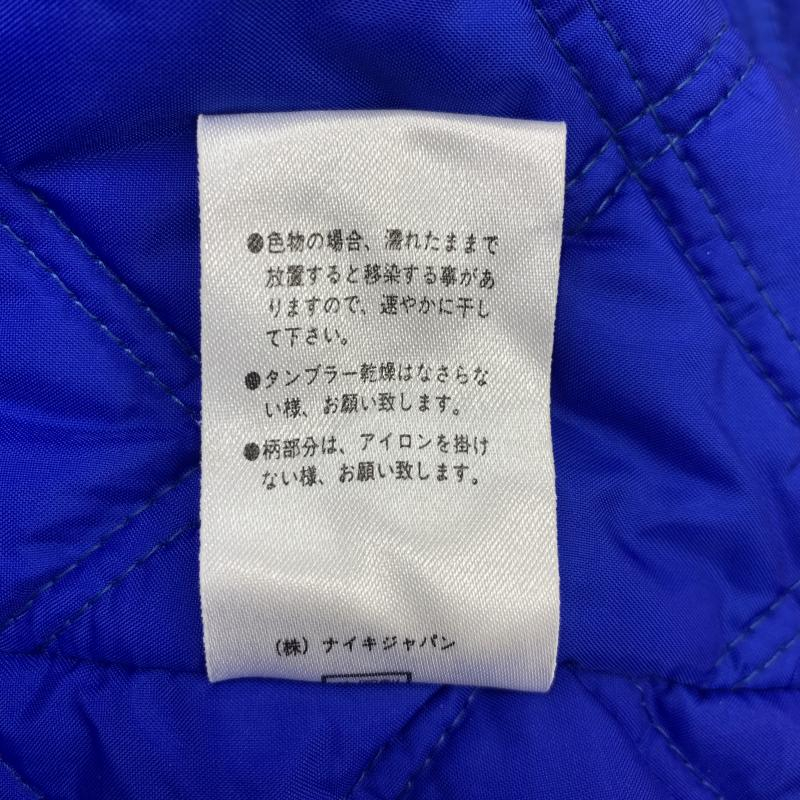 ●色物の場合、濡れたままで
放置すると移染する事があ
りますので、速やかに干し
て下さい。
●タンブラー乾燥はなさらな
い様、お願い致します。
●柄部分は、アイロンを掛け
ない様、お願い致します。
(株)ナイキジャパン